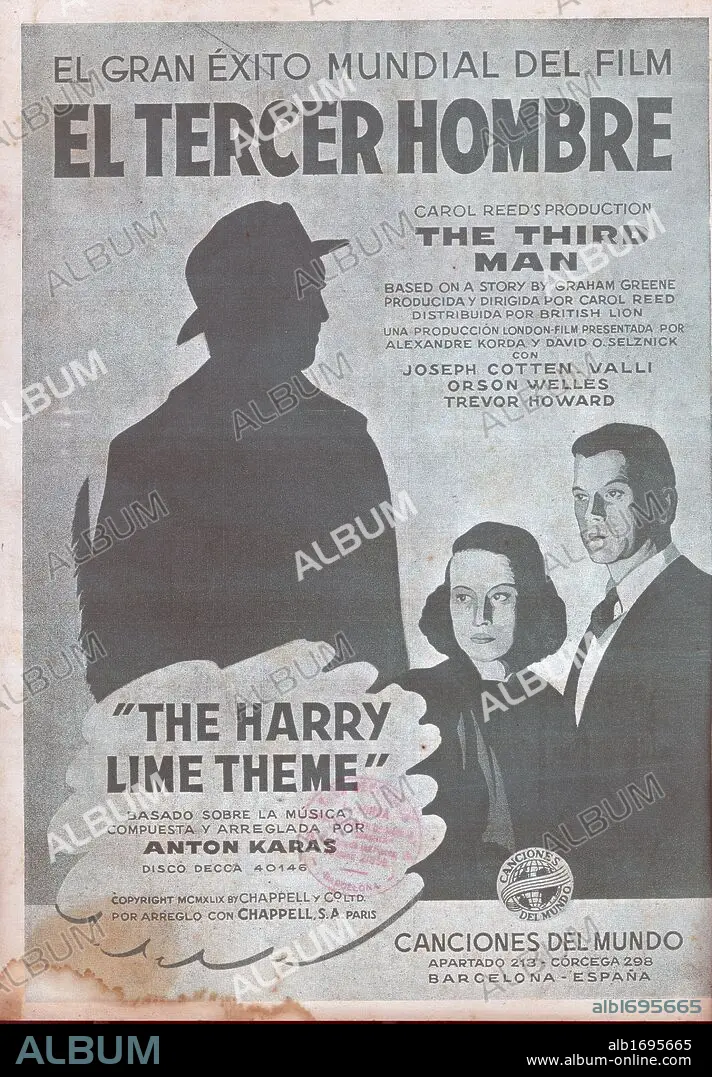 EL GRAN ÉXITO MUNDIAL DEL FILM
EL TERCER HOMBRE
CAROL REED'S PRODUCTION
THE THIRD
MAN
BASED ON A STORY BY GRAHAM GREENE
PRODUCIDA Y DIRIGIDA POR CAROL REED
DISTRIBUIDA POR BRITISH LION
UNA PRODUCCIÓN LONDON-FILM PRESENTADA POR
ALEXANDRE KORDA Y DAVID O. SELZNICK
CON
JOSEPH COTTEN. VALLI
ORSON WELLES
TREVOR HOWARD
"THE HARRY
LIME THEME"
BASADO SOBRE LA MÚSICA
COMPUESTA Y ARREGLADA POR
ANTON KARAS
DISCO DECCA 40146
BARCELONA
COPYRIGHT MCMXLIX BY CHAPPELL Y CO LTD.
POR ARREGLO CON CHAPPELL, S.A. PARIS
CANCIONES
DEL MUNDO
CANCIONES DEL MUNDO
APARTADO 213 - CÓRCEGA 298
BARCELONA - ESPAÑA
albl695665
ALBUM
alb1695665
www.album-online.com